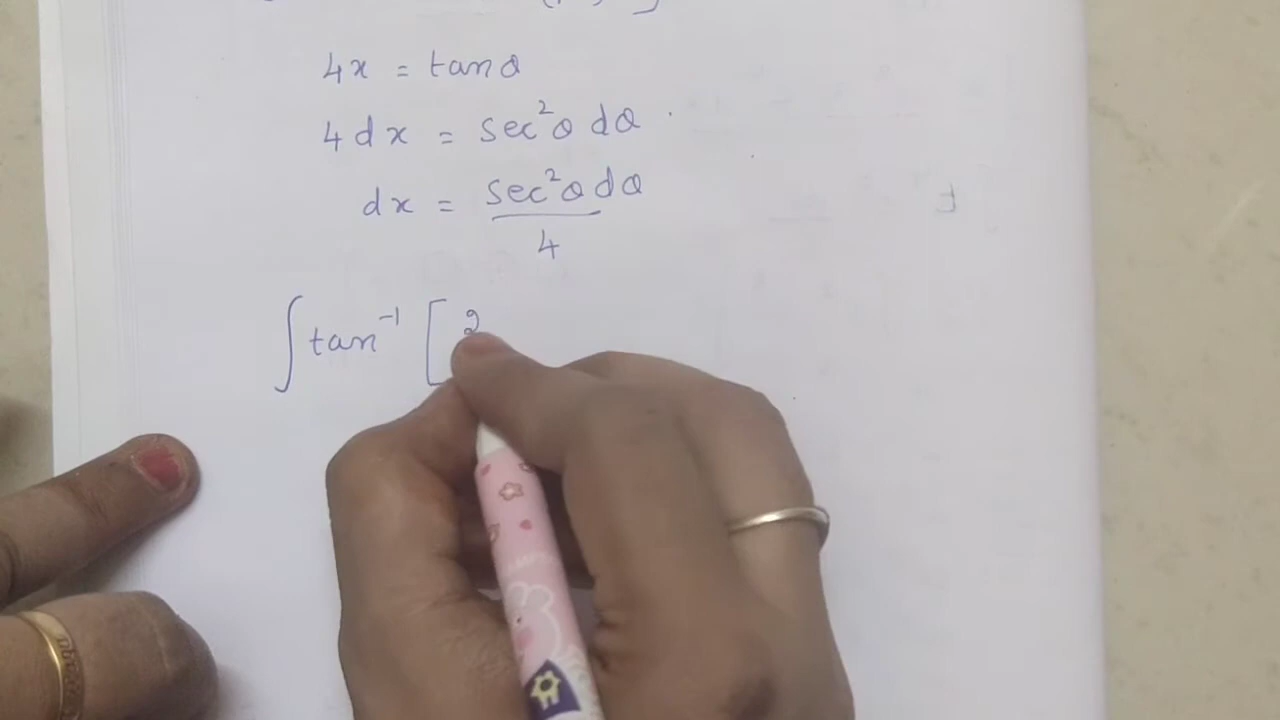 4x = tanθ
4dx = sec²θ dθ
dx = sec²θ dθ / 4
∫ tan⁻¹ [ 2